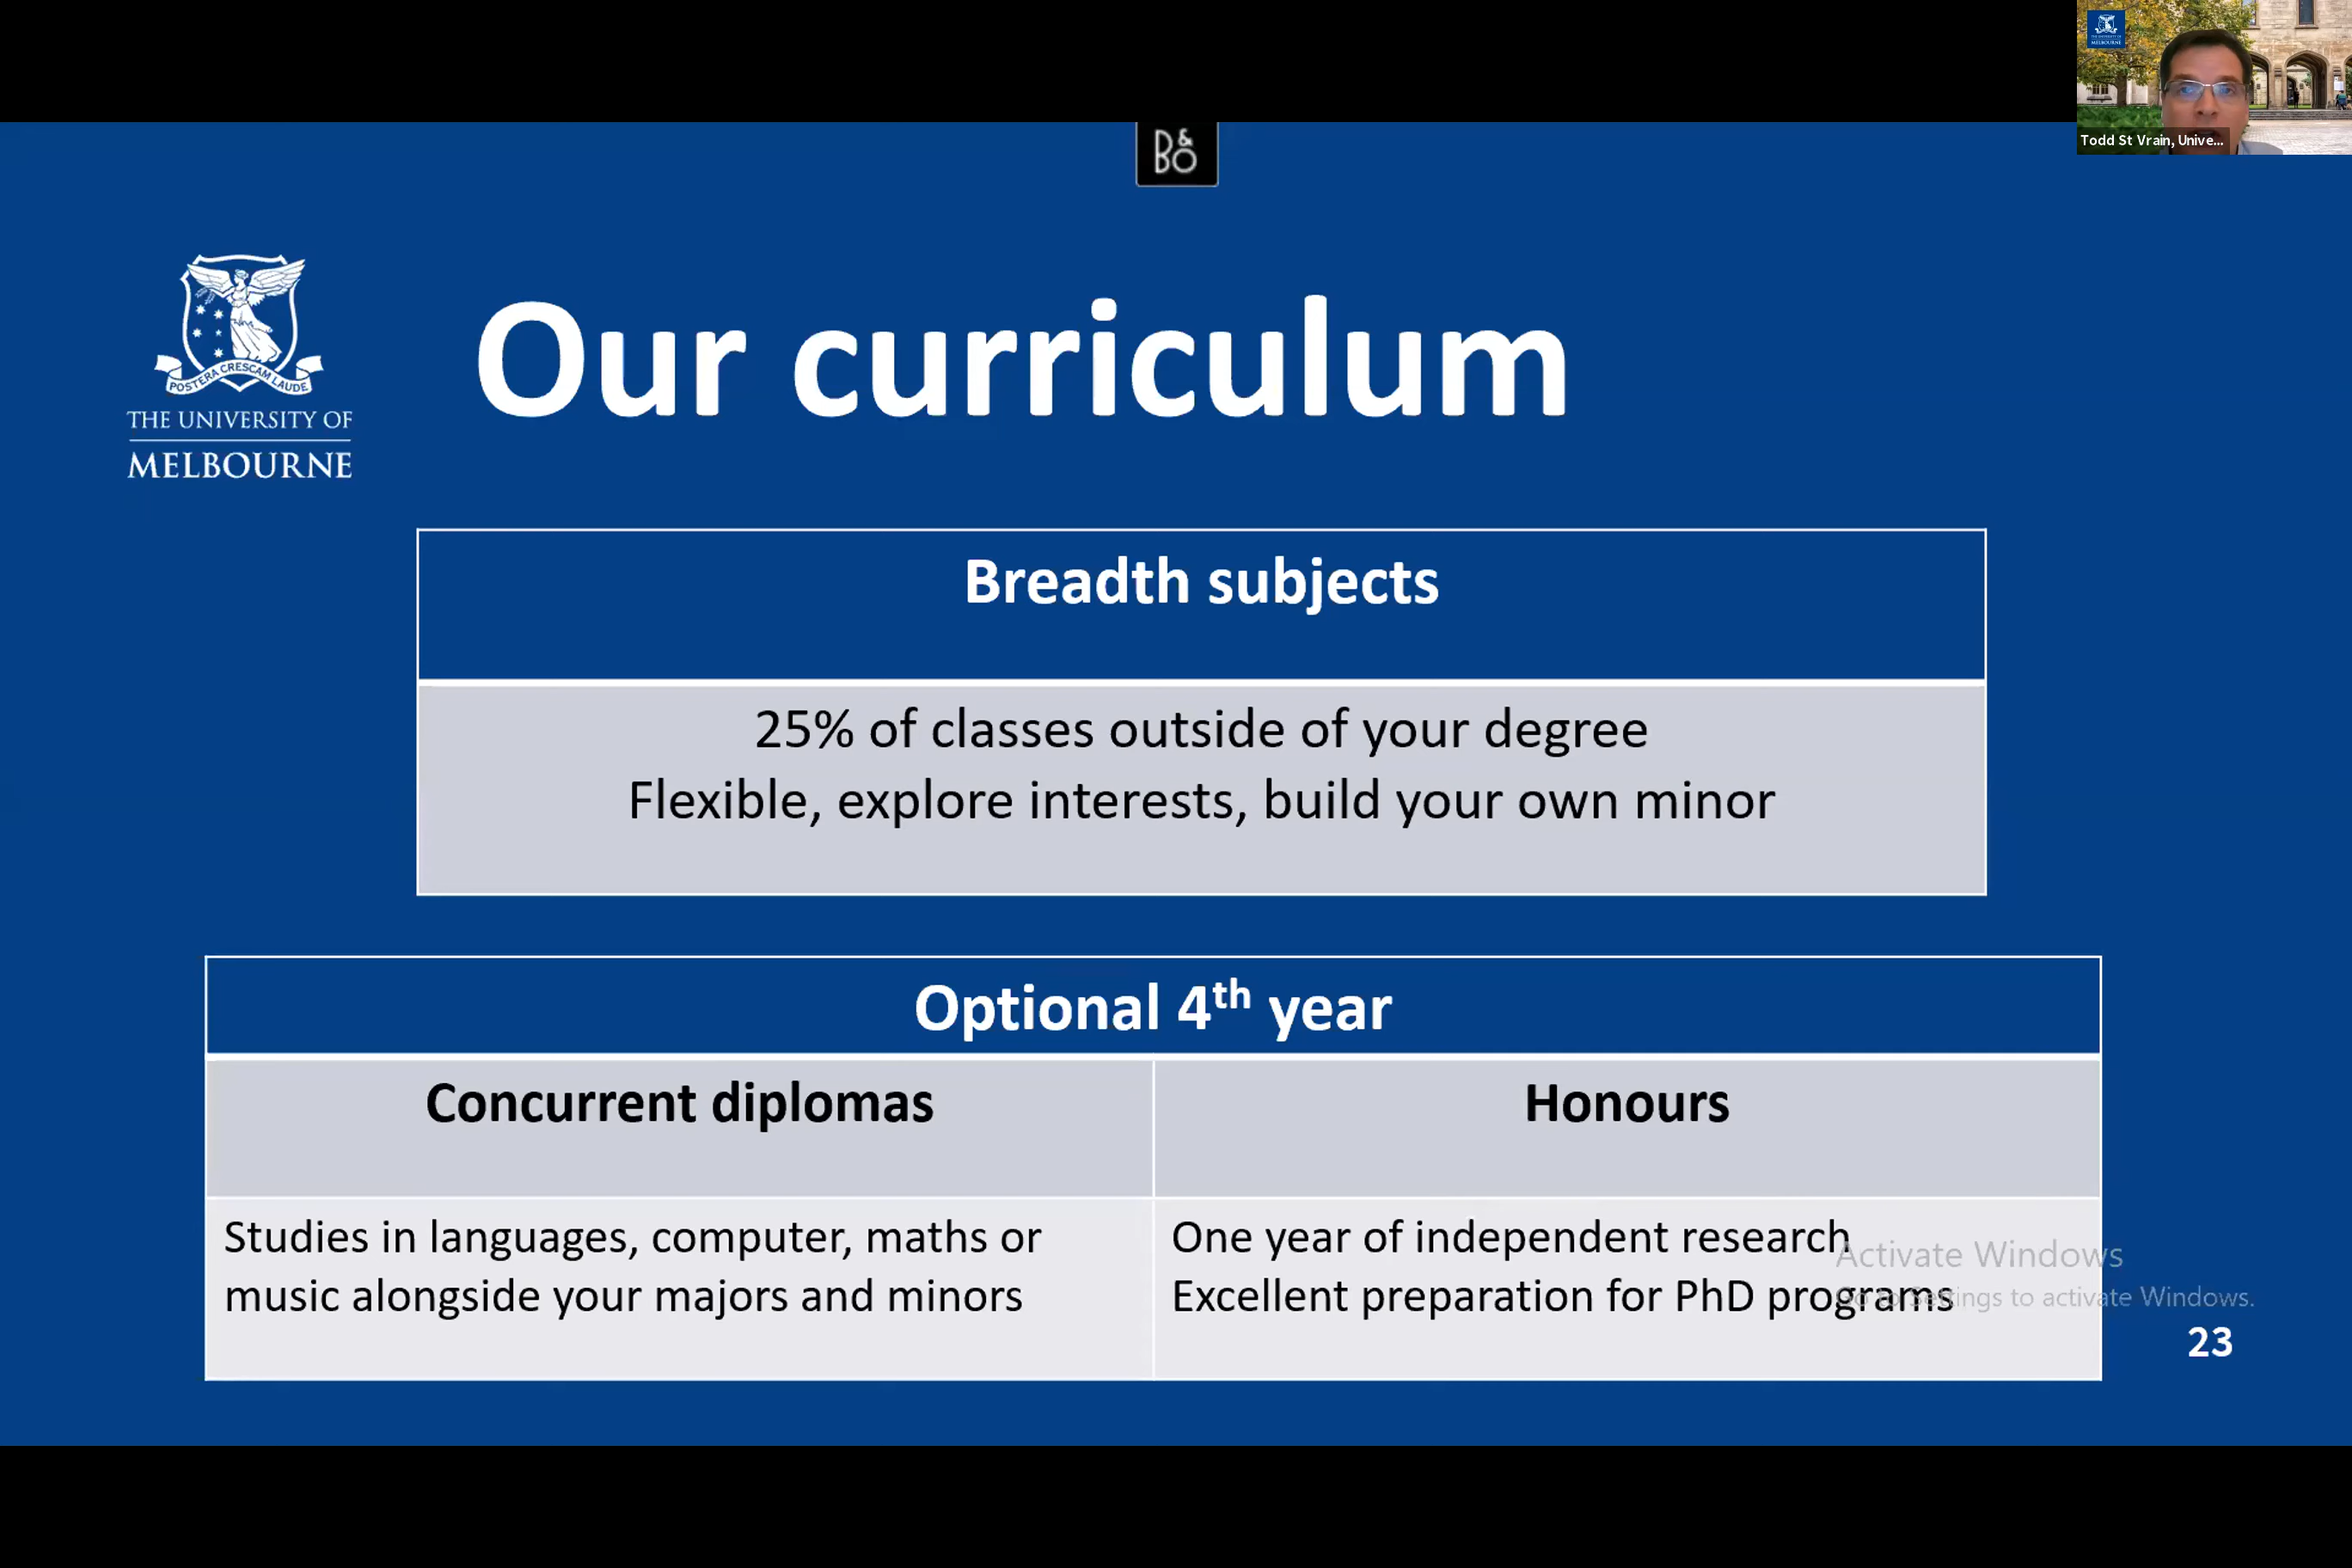 Todd St Vrain, Unive...
B&O
POSTERA CRESCAM LAUDE
THE UNIVERSITY OF
MELBOURNE
Our curriculum
Breadth subjects
25% of classes outside of your degree
Flexible, explore interests, build your own minor
Optional 4th year
Concurrent diplomas
Honours
Studies in languages, computer, maths or
music alongside your majors and minors
One year of independent research
Excellent preparation for PhD programs
Activate Windows
Go to Settings to activate Windows.
23